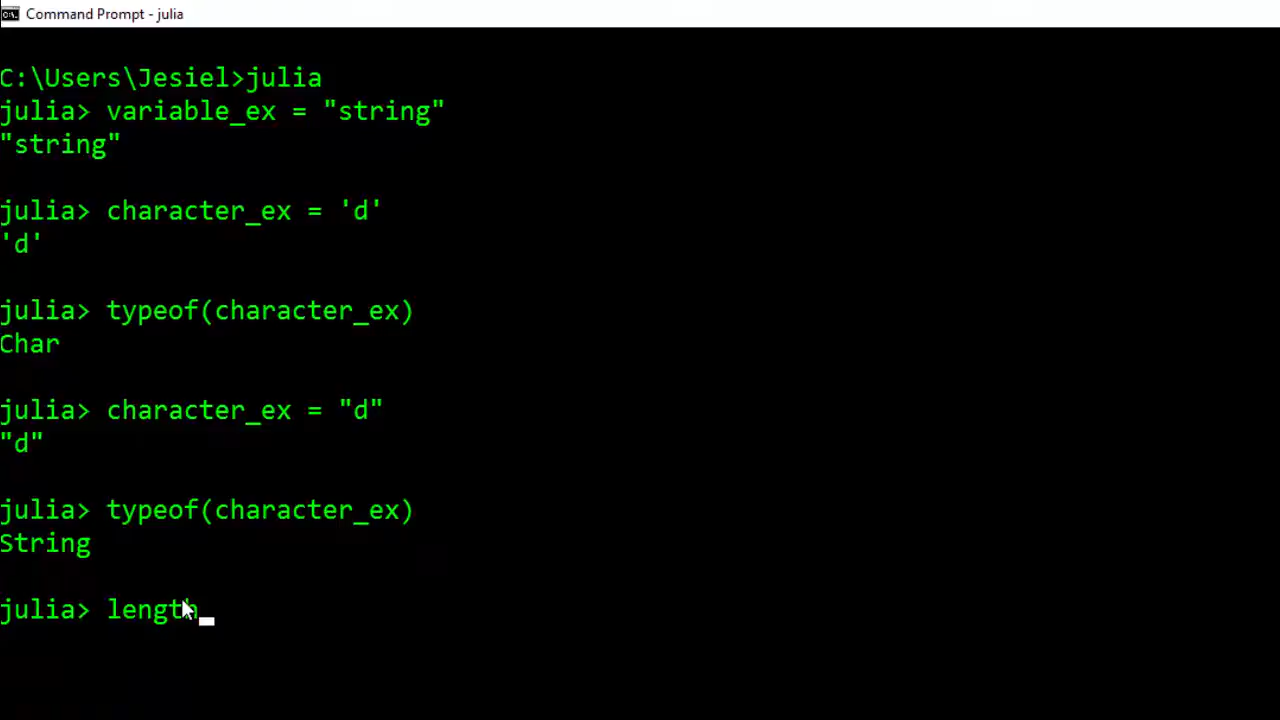 Command Prompt - julia
C:\Users\Jesiel>julia
julia> variable_ex = "string"
"string"
julia> character_ex = 'd'
'd'
julia> typeof(character_ex)
Char
julia> character_ex = "d"
"d"
julia> typeof(character_ex)
String
julia> length